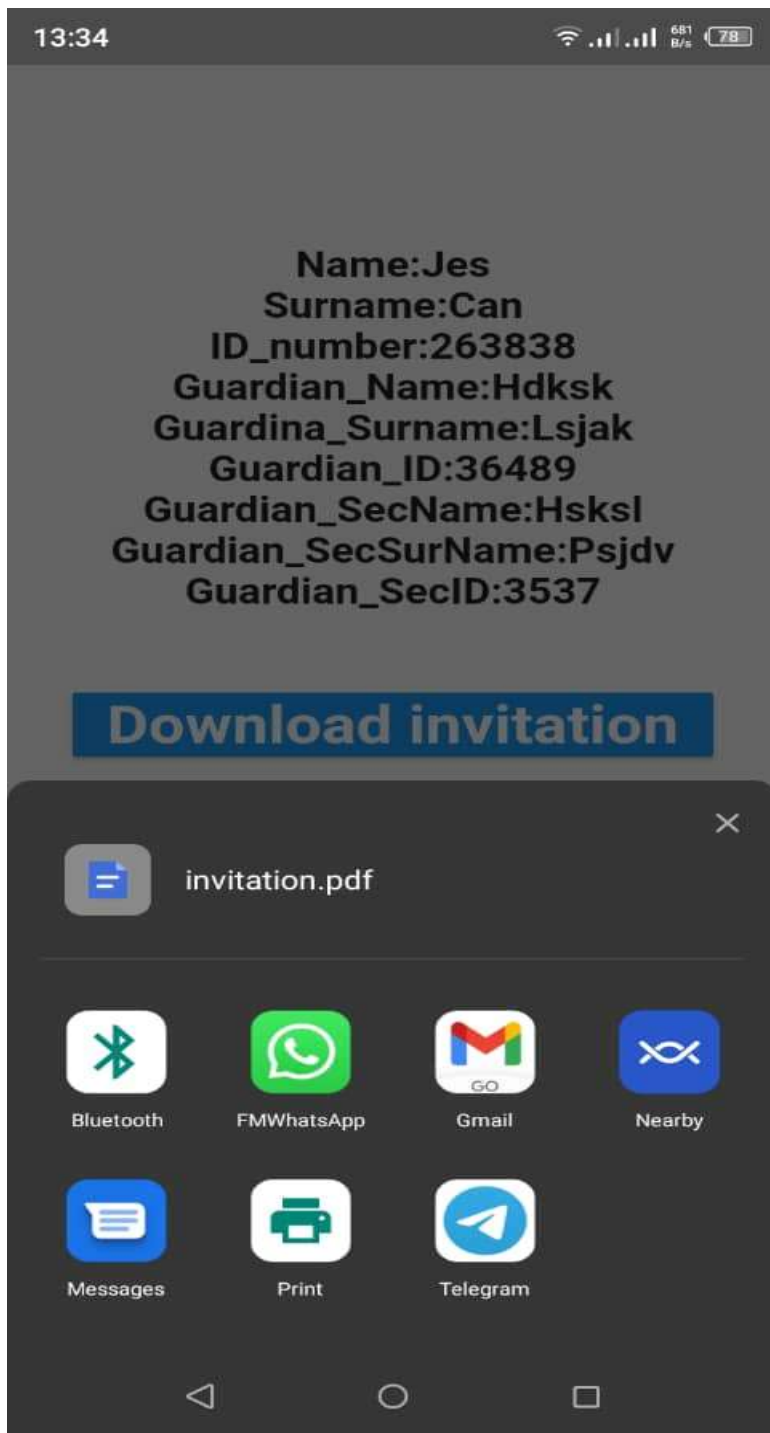 13:34
681
B/s
78
Name:Jes
Surname:Can
ID_number:263838
Guardian_Name:Hdksk
Guardina_Surname:Lsjak
Guardian_ID:36489
Guardian_SecName:Hsksl
Guardian_SecSurName:Psjdv
Guardian_SecID:3537
Download invitation
invitation.pdf
GO
Bluetooth FMWhatsApp Gmail Nearby
Messages Print Telegram